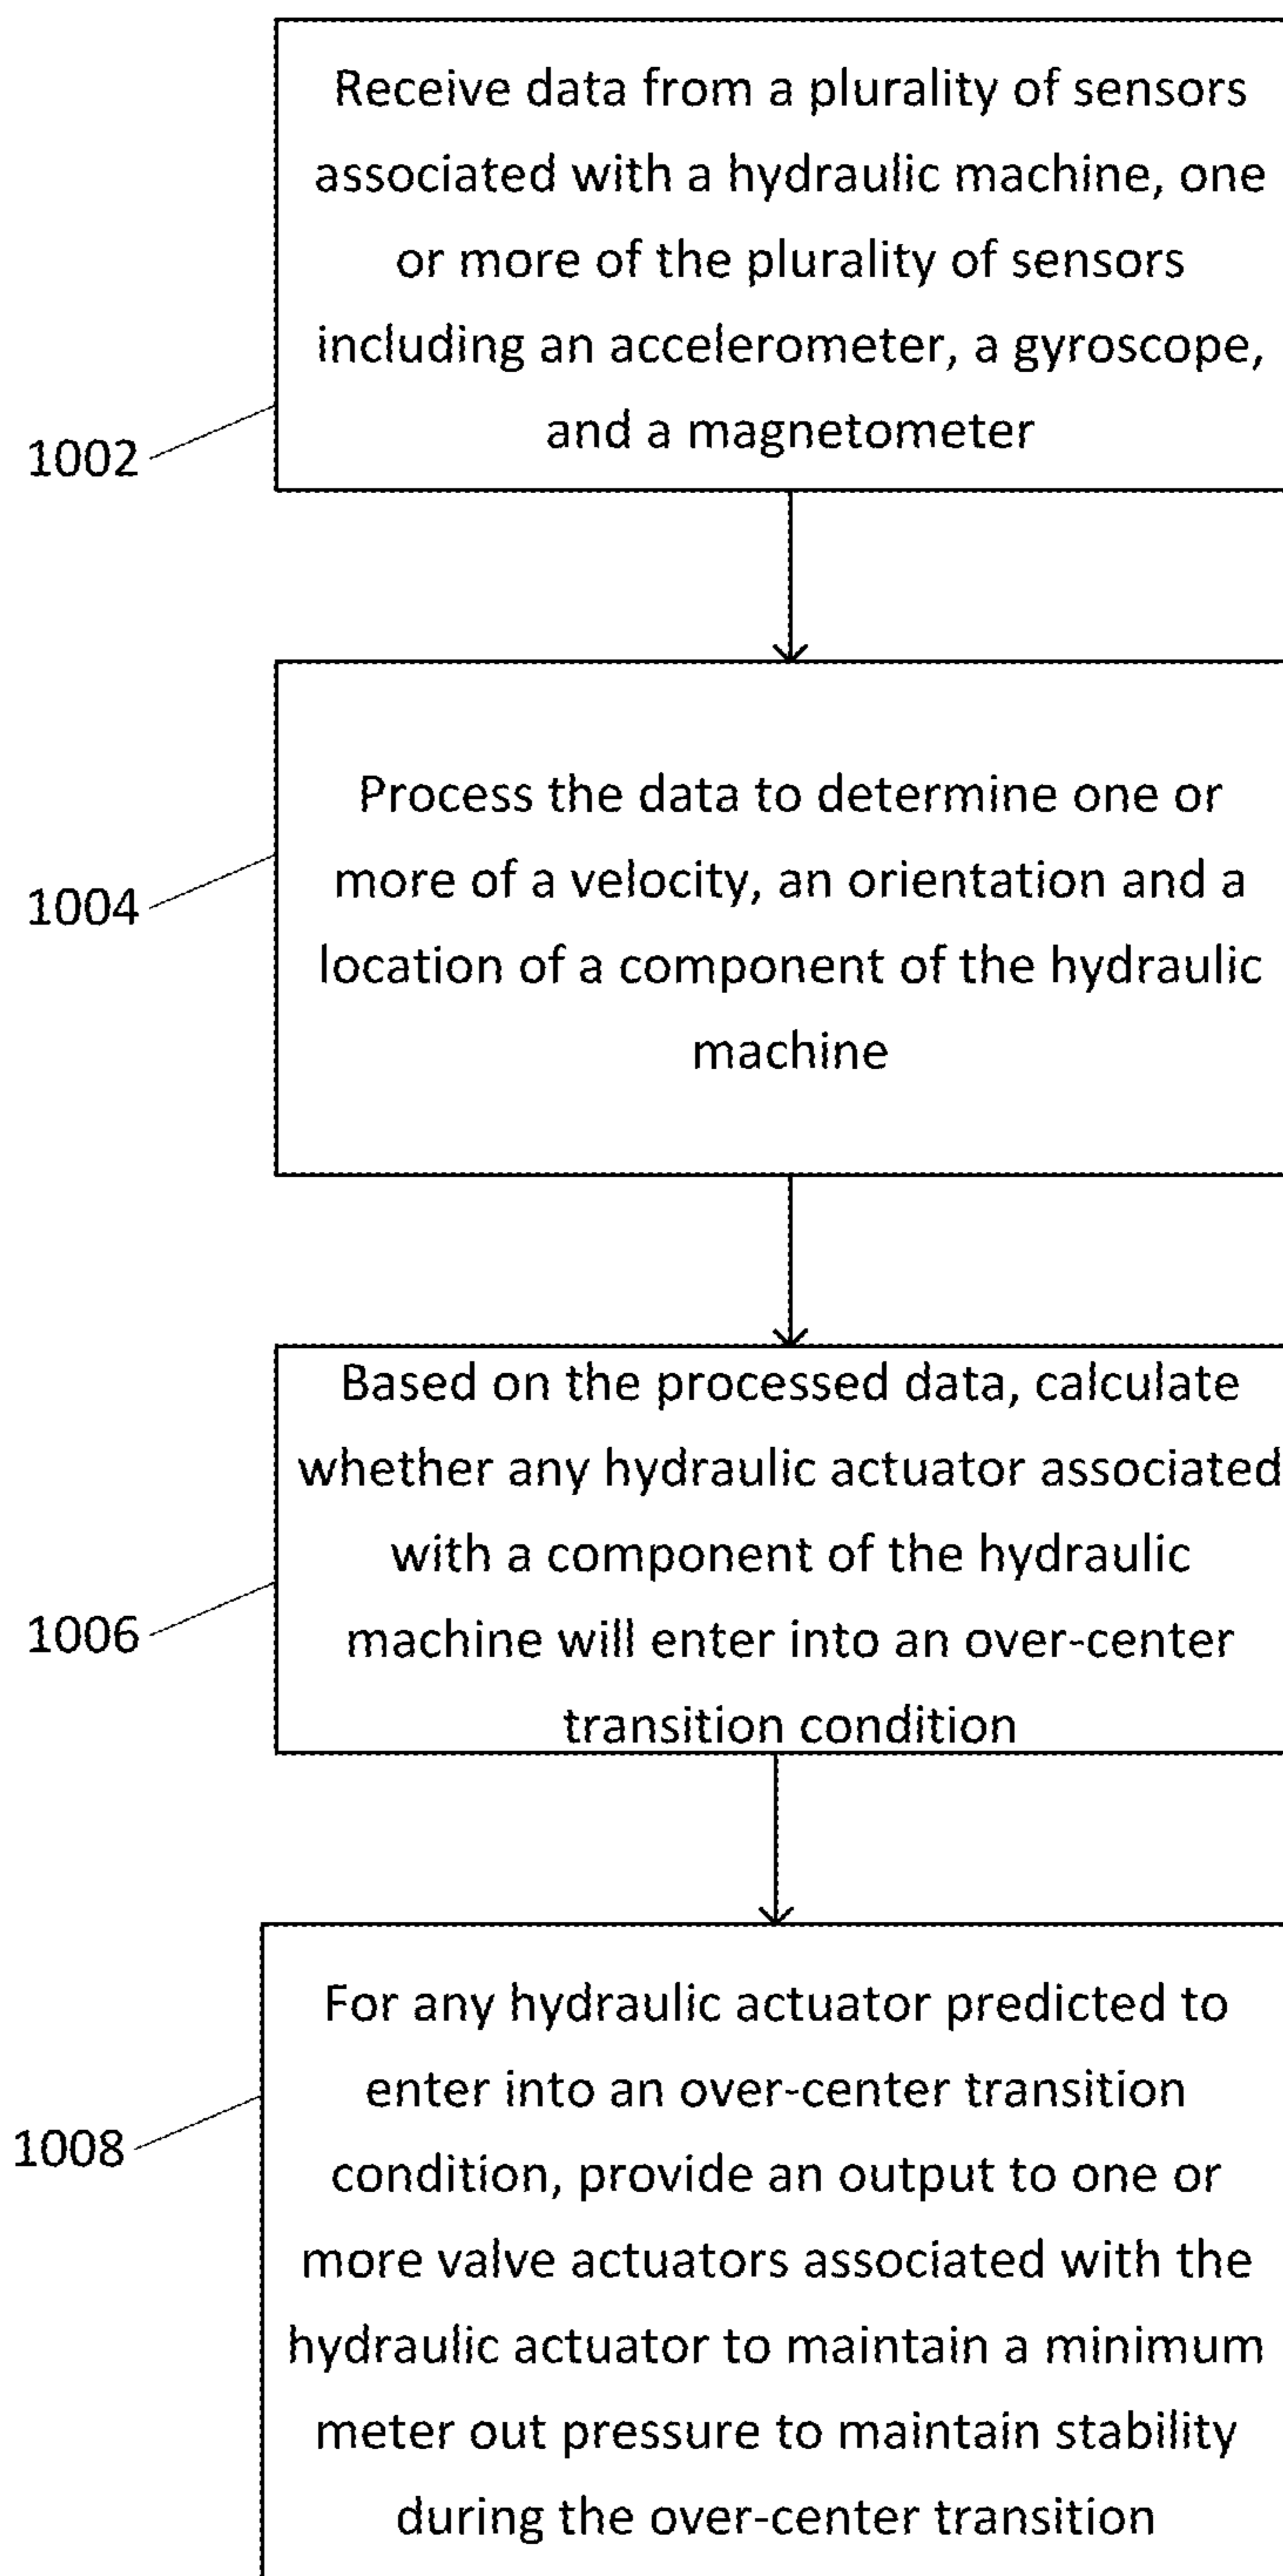 Receive data from a plurality of sensors
associated with a hydraulic machine, one
or more of the plurality of sensors
including an accelerometer, a gyroscope,
and a magnetometer
1002
Process the data to determine one or
more of a velocity, an orientation and a
location of a component of the hydraulic
machine
1004
Based on the processed data, calculate
whether any hydraulic actuator associated
with a component of the hydraulic
machine will enter into an over-center
transition condition
1006
For any hydraulic actuator predicted to
enter into an over-center transition
condition, provide an output to one or
more valve actuators associated with the
hydraulic actuator to maintain a minimum
meter out pressure to maintain stability
during the over-center transition
1008